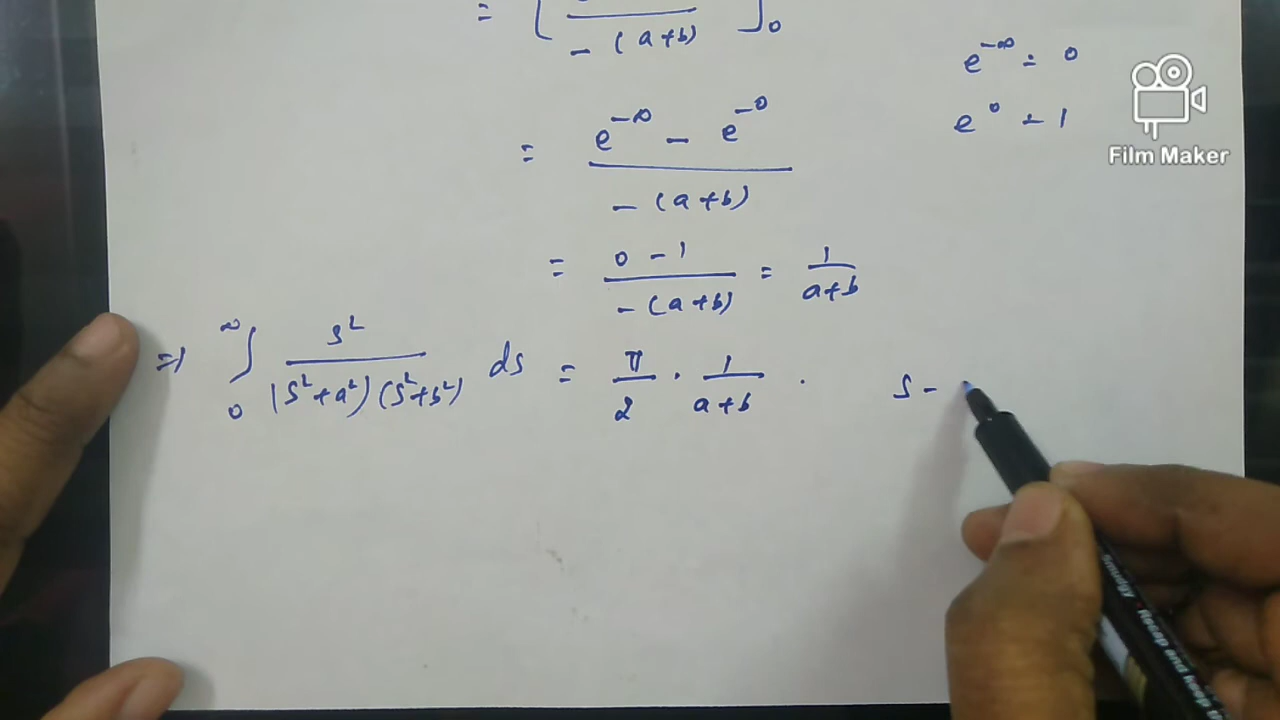 = [ / - (a+b) ]₀
e^-∞ = 0
= e^-∞ - e^-0 / - (a+b)
e^0 = 1
Film Maker
= 0 - 1 / - (a+b) = 1 / a+b
⇒ ∫₀^∞ s² / (s²+a²)(s²+b²) ds = π/2 · 1 / a+b . s -